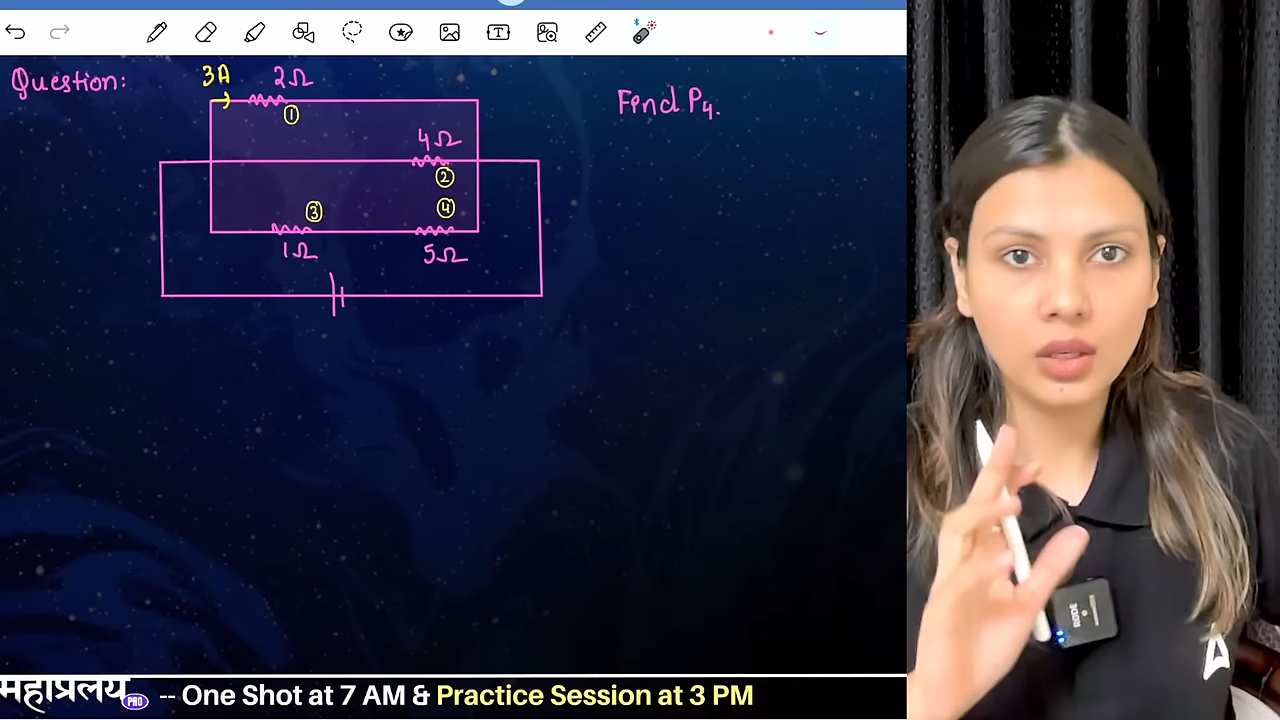 Question:
3A 2Ω
①
Find P₄.
4Ω
②
③ ④
1Ω 5Ω
RODE
महाप्रलय PRO -- One Shot at 7 AM & Practice Session at 3 PM